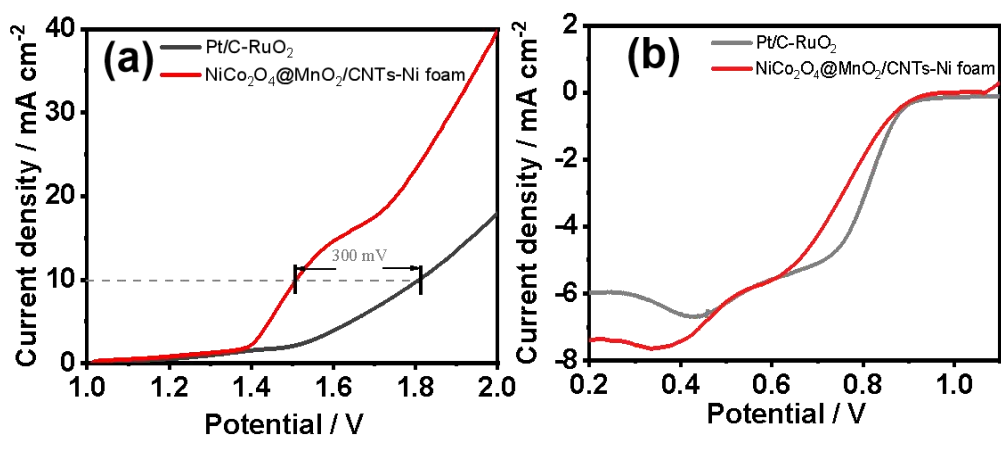 (a)
Pt/C-RuO₂
NiCo₂O₄@MnO₂/CNTs-Ni foam
300 mV
Current density / mA cm⁻²
40
30
20
10
0
1.0
1.2
1.4
1.6
1.8
2.0
Potential / V
(b)
Pt/C-RuO₂
NiCo₂O₄@MnO₂/CNTs-Ni foam
Current density / mA cm⁻²
2
0
-2
-4
-6
-8
0.2
0.4
0.6
0.8
1.0
Potential / V